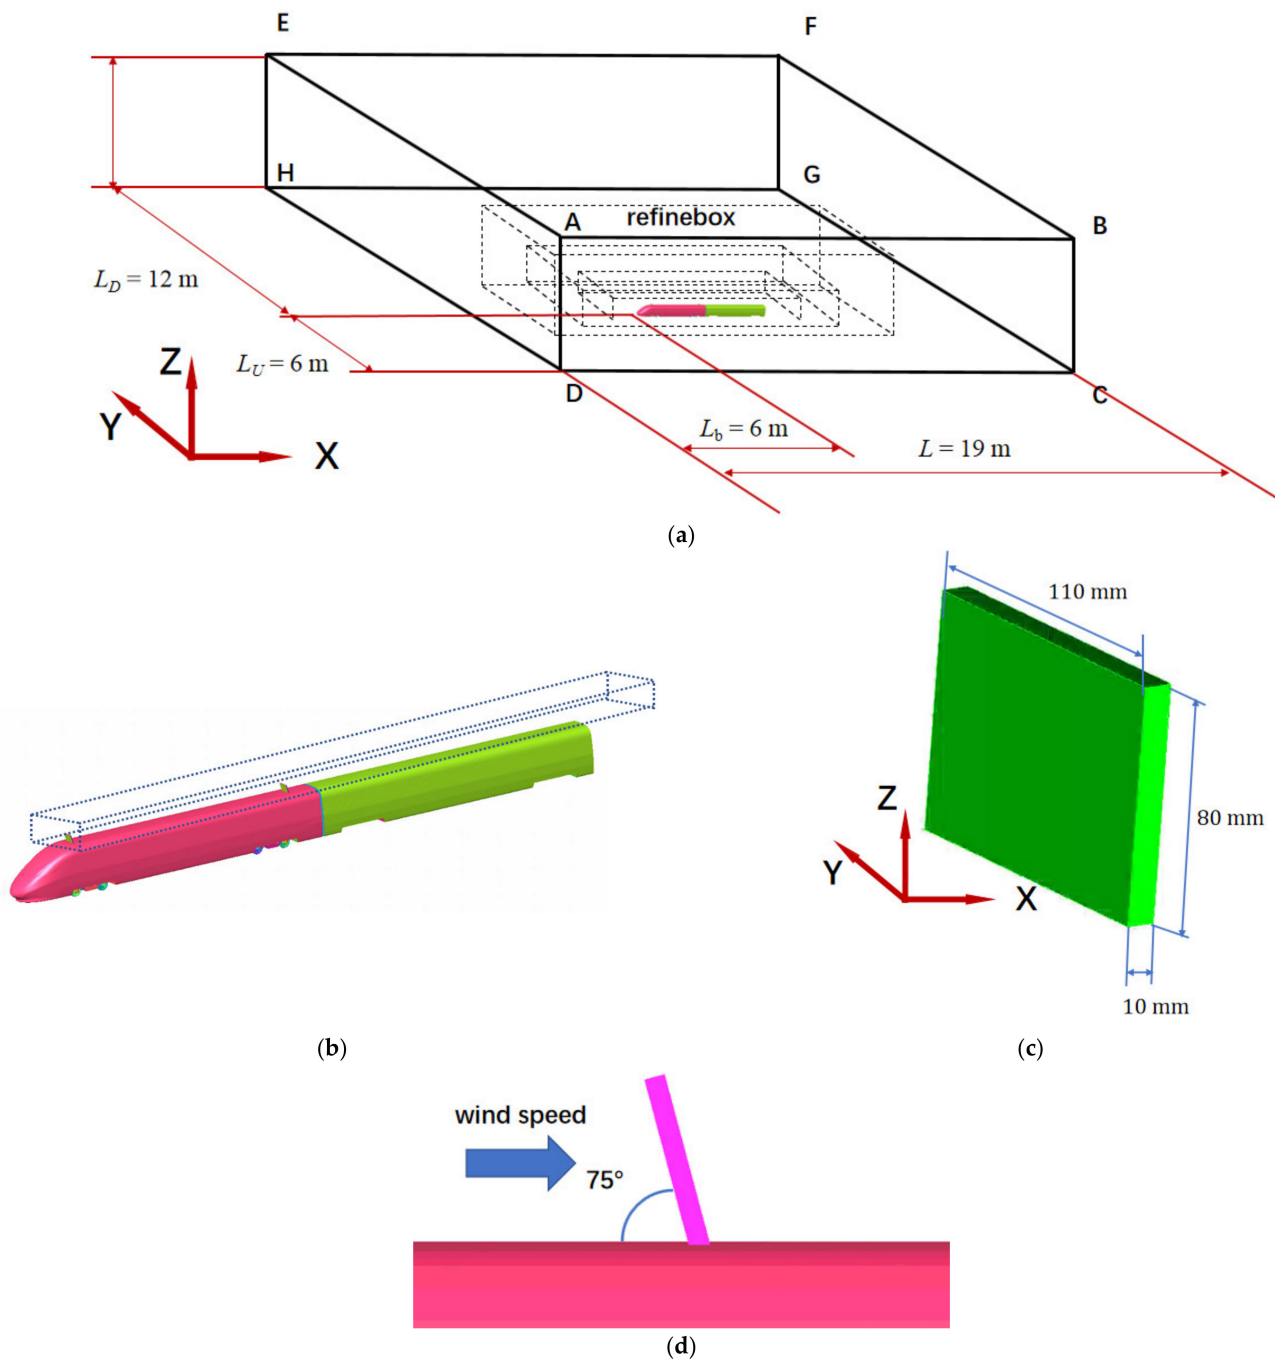 E
F
H
G
A
refinebox
B
L_D = 12 m
L_U = 6 m
Z
D
C
Y
X
L_b = 6 m
L = 19 m
(a)
110 mm
Z
80 mm
Y
X
10 mm
(b)
(c)
wind speed
75°
(d)